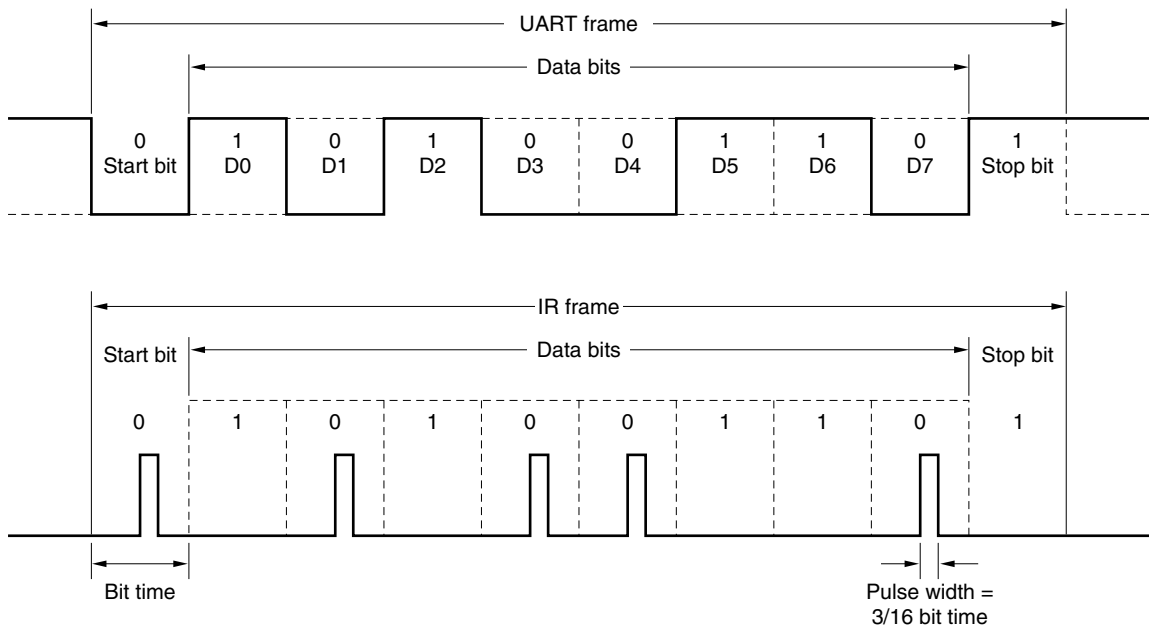 UART frame
Data bits
0 1 0 1 0 0 1 1 0 1
Start bit D0 D1 D2 D3 D4 D5 D6 D7 Stop bit
IR frame
Start bit Data bits Stop bit
0 1 0 1 0 0 1 1 0 1
Bit time
Pulse width =
3/16 bit time